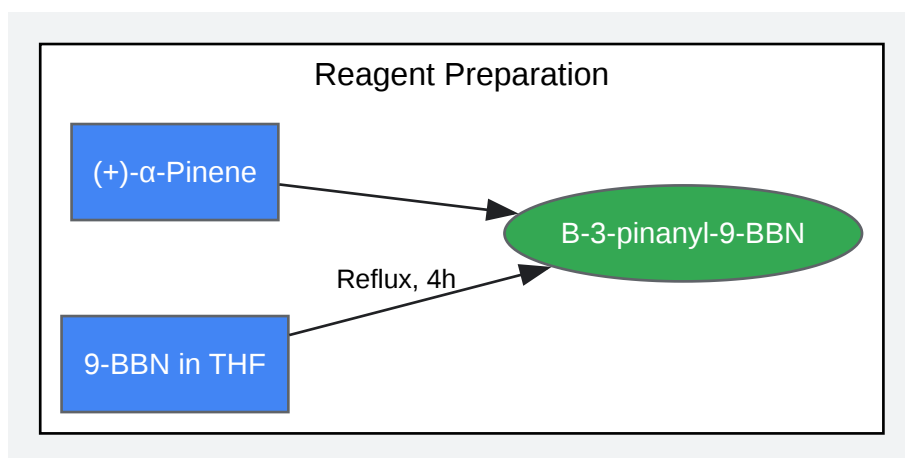 Reagent Preparation
(+)-α-Pinene
B-3-pinanyl-9-BBN
Reflux, 4h
9-BBN in THF